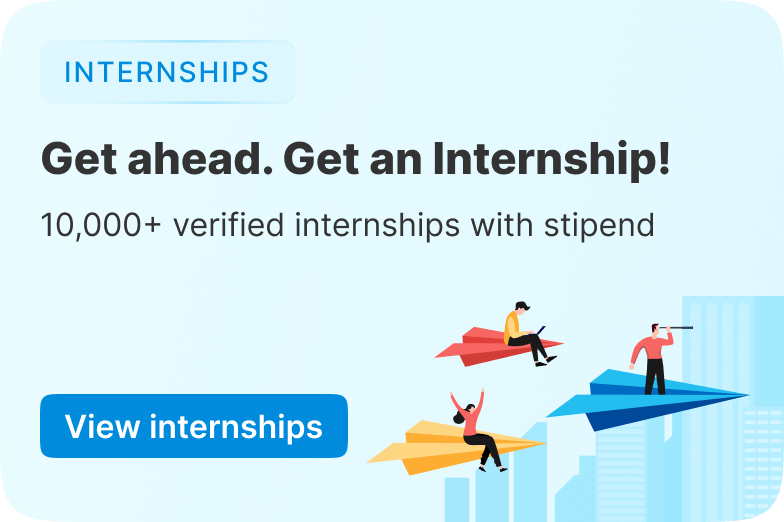 INTERNSHIPS
Get ahead. Get an Internship!
10,000+ verified internships with stipend
View internships